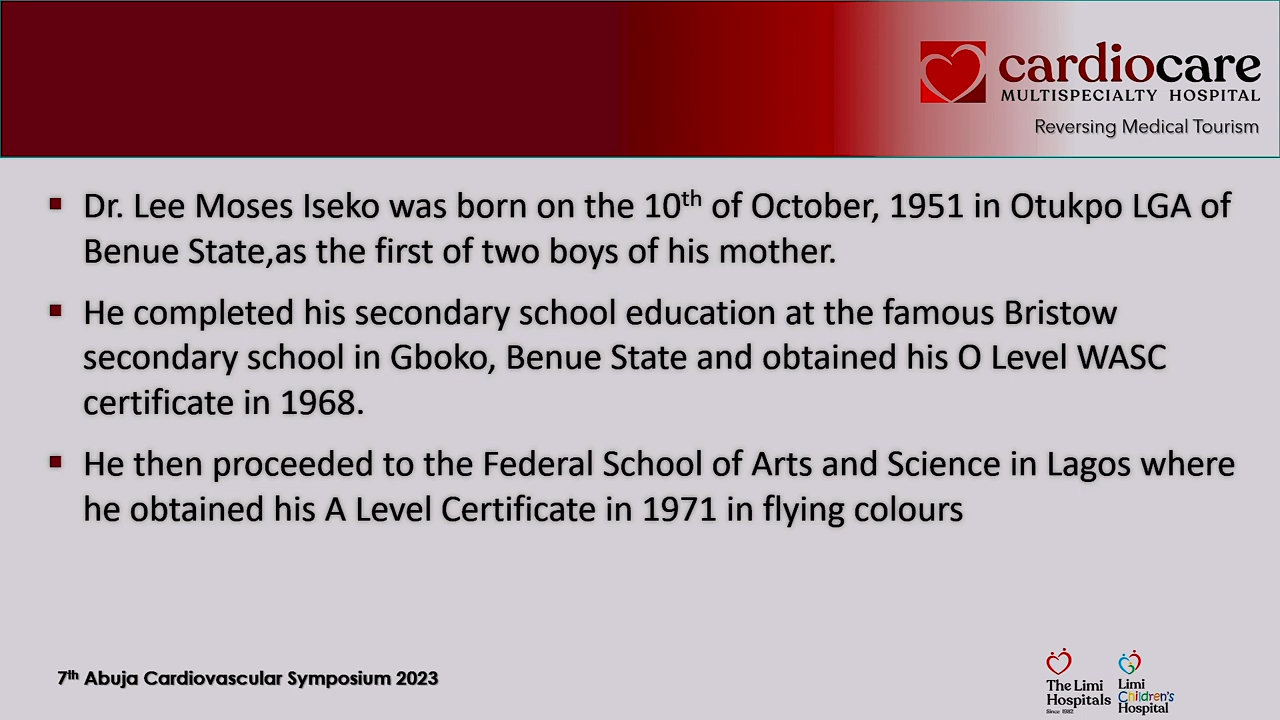 cardiocare
MULTISPECIALTY HOSPITAL
Reversing Medical Tourism
▪ Dr. Lee Moses Iseko was born on the 10th of October, 1951 in Otukpo LGA of
Benue State,as the first of two boys of his mother.
▪ He completed his secondary school education at the famous Bristow
secondary school in Gboko, Benue State and obtained his O Level WASC
certificate in 1968.
▪ He then proceeded to the Federal School of Arts and Science in Lagos where
he obtained his A Level Certificate in 1971 in flying colours
7th Abuja Cardiovascular Symposium 2023
The Limi
Hospitals
Since 1982
Limi
Children's
Hospital